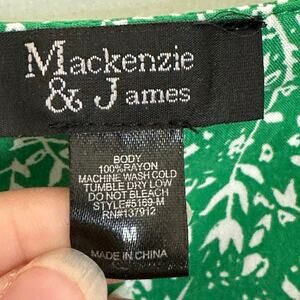 Mackenzie
& James
BODY
100%RAYON
MACHINE WASH COLD
TUMBLE DRY LOW
DO NOT BLEACH
STYLE#5169-M
RN#137912
M
MADE IN CHINA